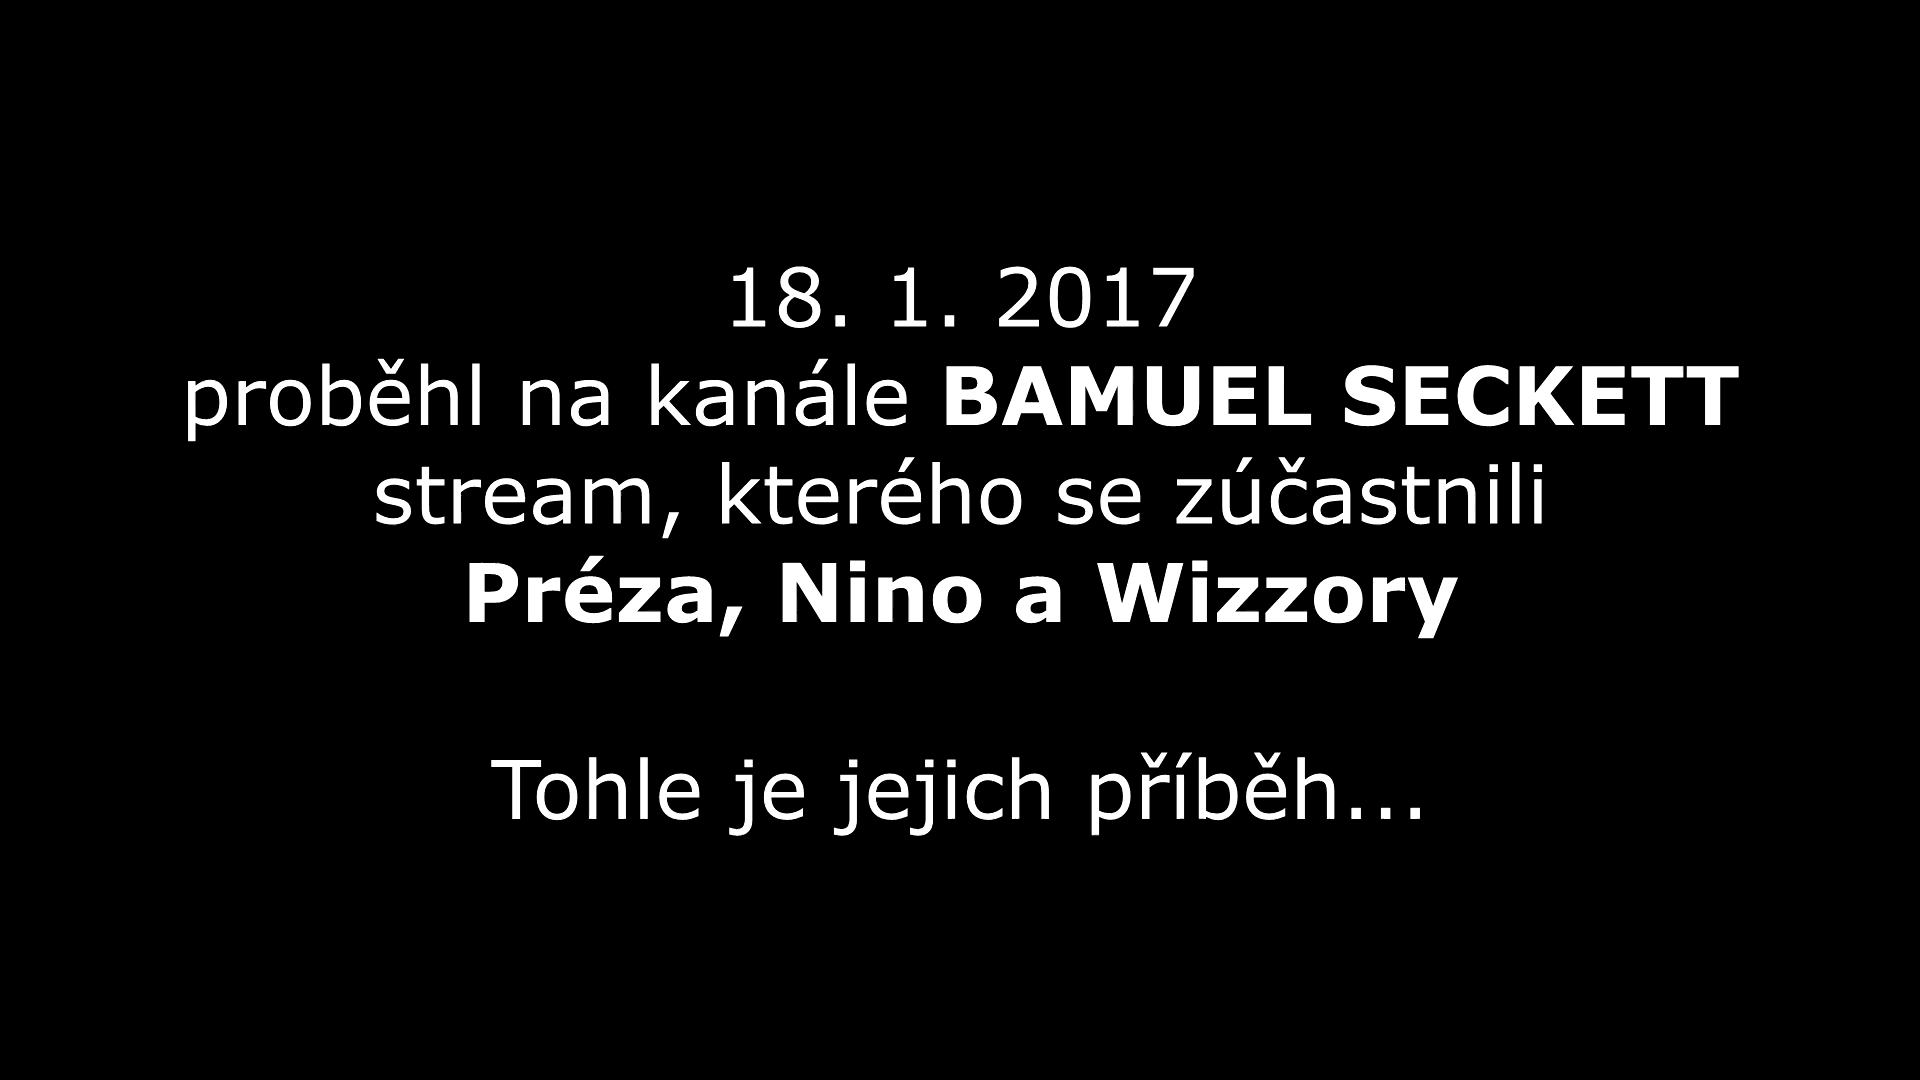 18. 1. 2017
proběhl na kanále BAMUEL SECKETT
stream, kterého se zúčastnili
Préza, Nino a Wizzory
Tohle je jejich příběh...